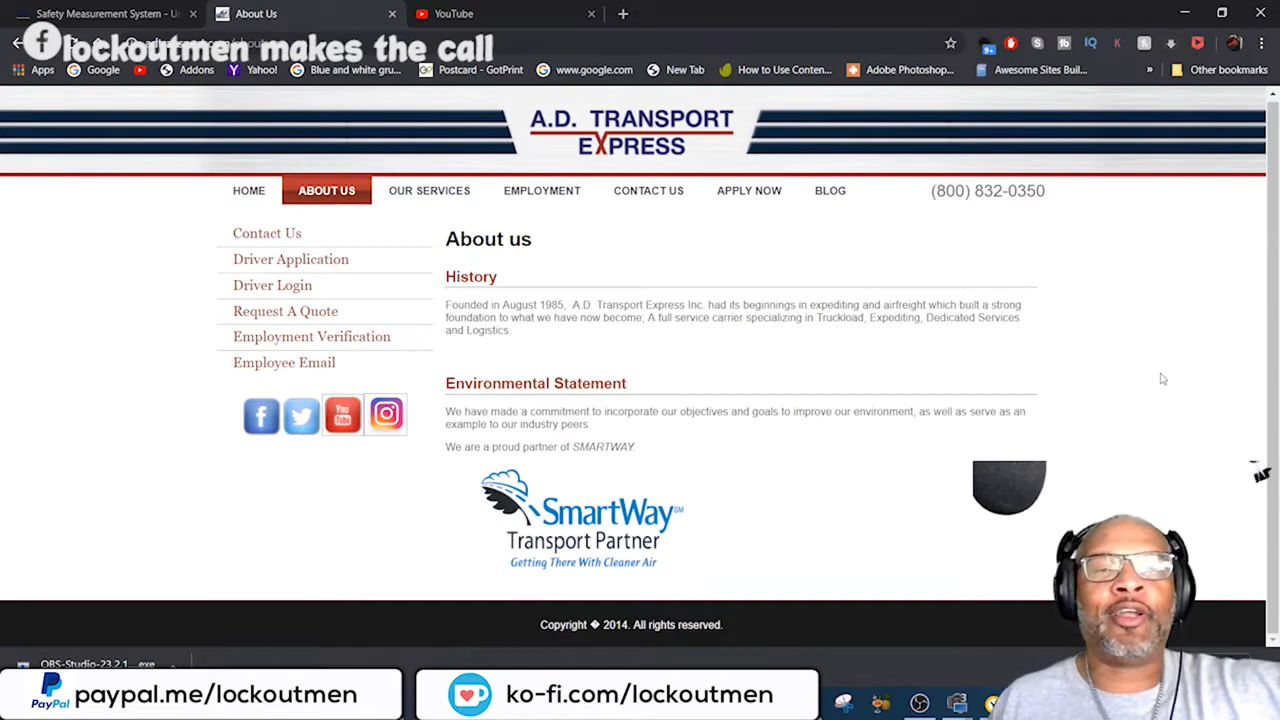 Safety Measurement System - U
About Us
YouTube
lockoutmen makes the call
Apps
Google
Addons
Yahoo!
Blue and white gru...
Postcard - GotPrint
www.google.com
New Tab
How to Use Conten...
Adobe Photoshop...
Awesome Sites Buil...
Other bookmarks
A.D. TRANSPORT
EXPRESS
HOME
ABOUT US
OUR SERVICES
EMPLOYMENT
CONTACT US
APPLY NOW
BLOG
(800) 832-0350
Contact Us
Driver Application
Driver Login
Request A Quote
Employment Verification
Employee Email
About us
History
Founded in August 1985, A.D. Transport Express Inc. had its beginnings in expediting and airfreight which built a strong
foundation to what we have now become; A full service carrier specializing in Truckload, Expediting, Dedicated Services
and Logistics.
Environmental Statement
We have made a commitment to incorporate our objectives and goals to improve our environment, as well as serve as an
example to our industry peers.
We are a proud partner of SMARTWAY.
SmartWay SM
Transport Partner
Getting There With Cleaner Air
Copyright � 2014. All rights reserved.
OBS-Studio-23.2.1....exe
PayPal
paypal.me/lockoutmen
ko-fi.com/lockoutmen